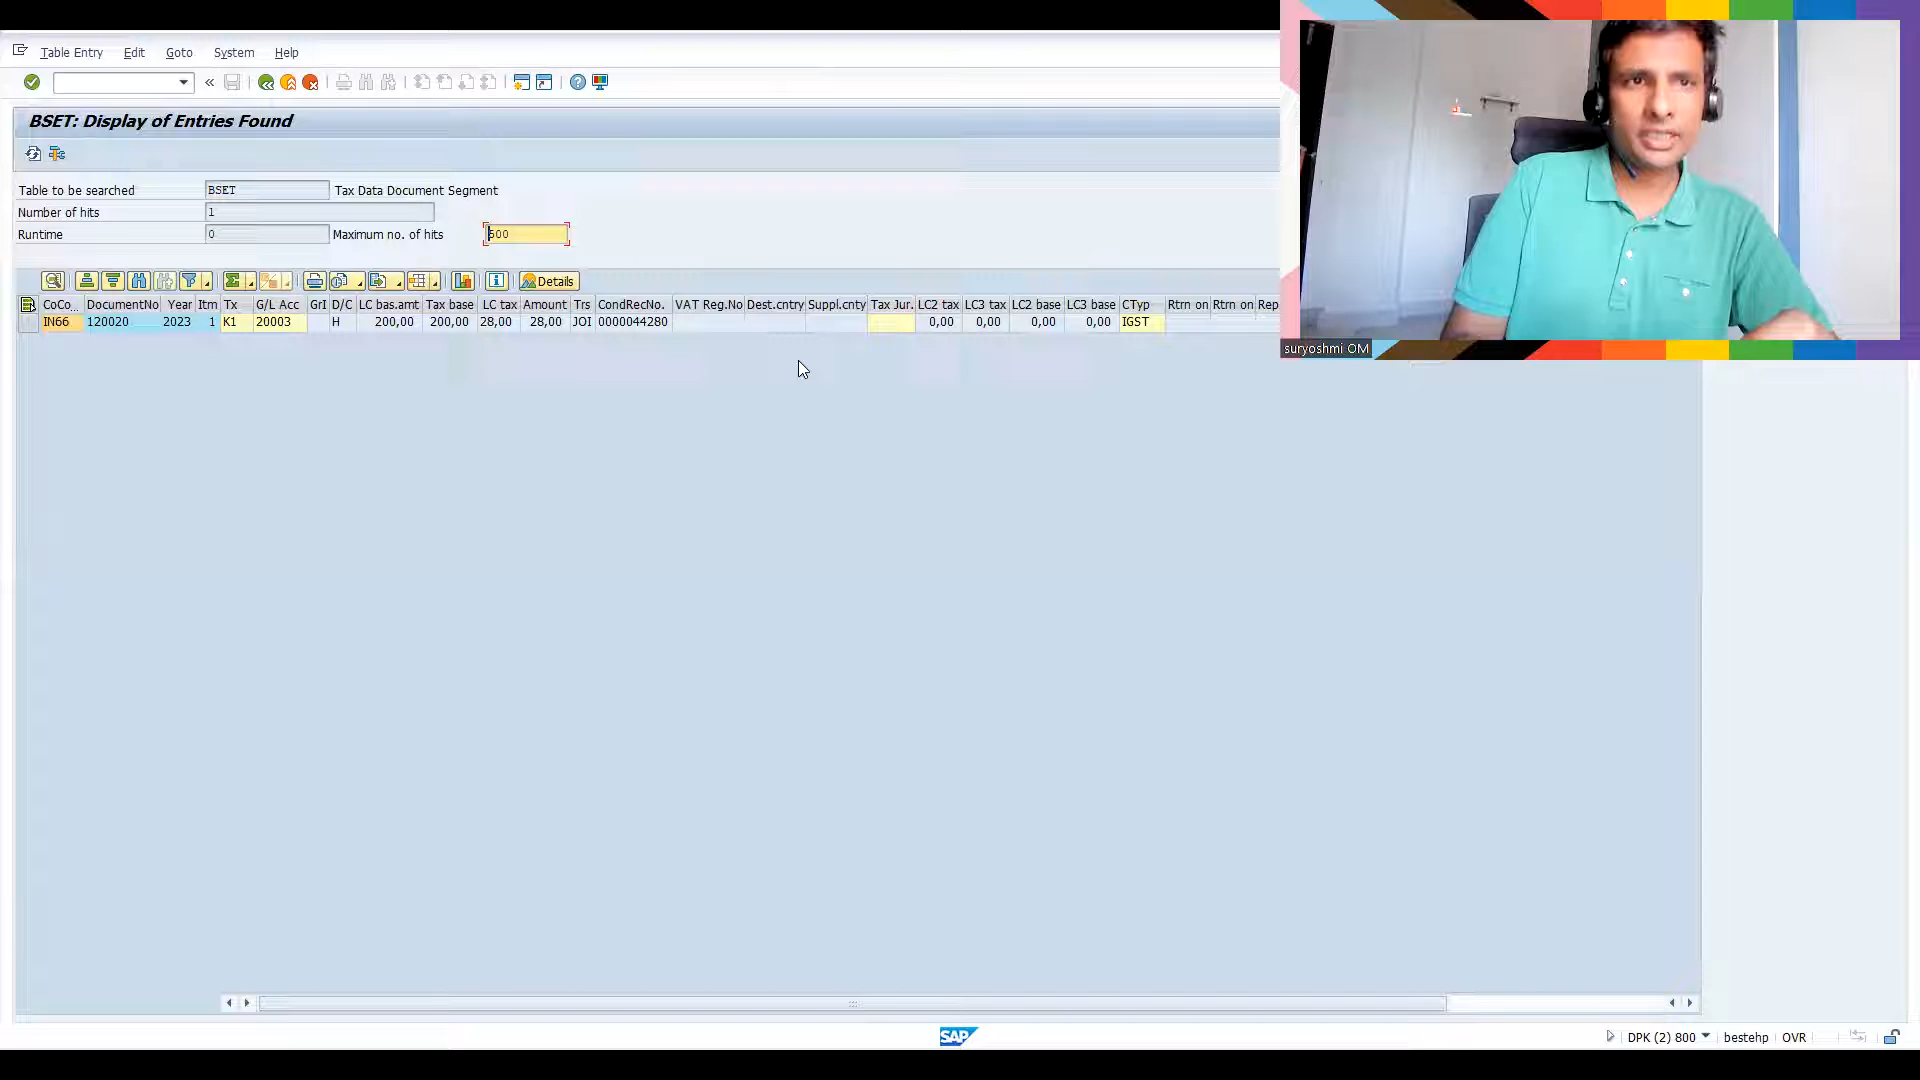 Table Entry Edit Goto System Help
BSET: Display of Entries Found
Table to be searched BSET Tax Data Document Segment
Number of hits 1
Runtime 0 Maximum no. of hits 500
Details
CoCo... DocumentNo Year Itm Tx G/L Acc GrI D/C LC bas.amt Tax base LC tax Amount Trs CondRecNo. VAT Reg.No Dest.cntry Suppl.cnty Tax Jur. LC2 tax LC3 tax LC2 base LC3 base CTyp Rtrn on Rtrn on Rep
IN66 120020 2023 1 K1 20003 H 200,00 200,00 28,00 28,00 JOI 0000044280 0,00 0,00 0,00 0,00 IGST
suryoshmi OM
SAP
DPK (2) 800 bestehp OVR